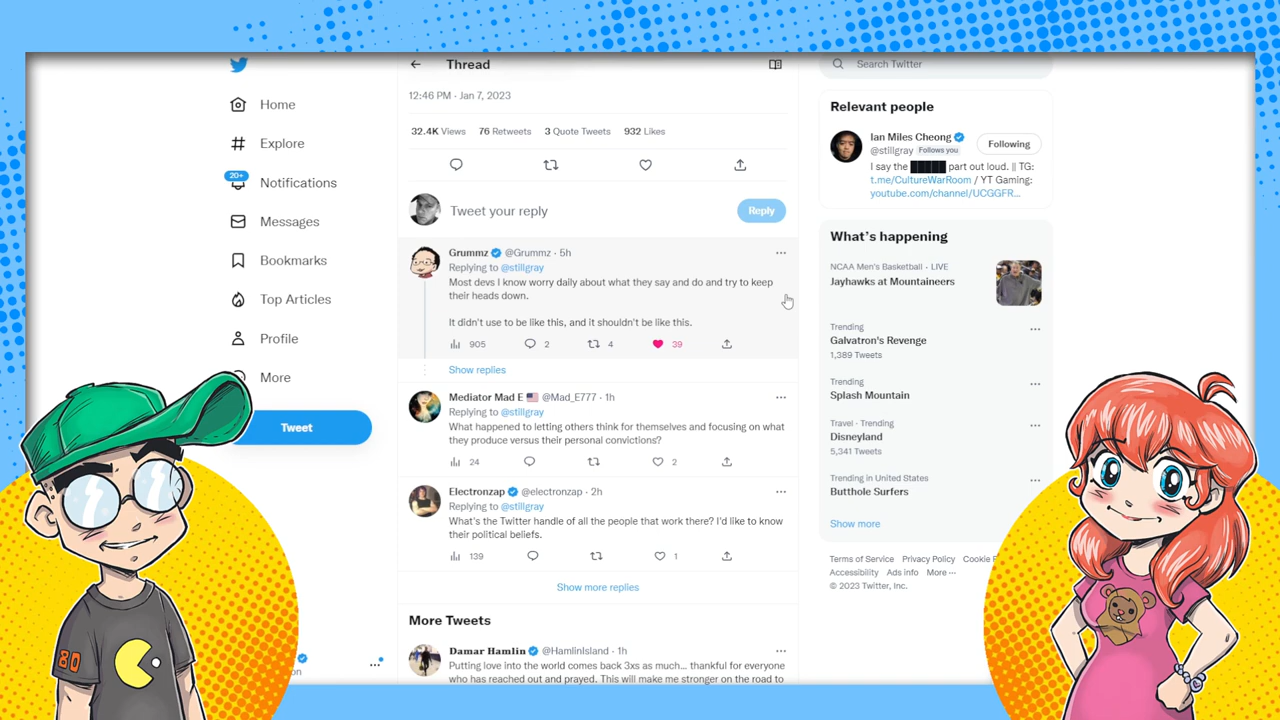 Home
Explore
20+
Notifications
Messages
Bookmarks
Top Articles
Profile
More
Tweet
Thread
12:46 PM · Jan 7, 2023
32.4K Views 76 Retweets 3 Quote Tweets 932 Likes
Tweet your reply
Reply
Grummz @Grummz · 5h
Replying to @stillgray
Most devs I know worry daily about what they say and do and try to keep
their heads down.
It didn't use to be like this, and it shouldn't be like this.
905 2 4 39
Show replies
Mediator Mad E @Mad_E777 · 1h
Replying to @stillgray
What happened to letting others think for themselves and focusing on what
they produce versus their personal convictions?
24 2
Electronzap @electronzap · 2h
Replying to @stillgray
What's the Twitter handle of all the people that work there? I'd like to know
their political beliefs.
139 1
Show more replies
More Tweets
Damar Hamlin @HamlinIsland · 1h
Putting love into the world comes back 3xs as much... thankful for everyone
who has reached out and prayed. This will make me stronger on the road to
Search Twitter
Relevant people
Ian Miles Cheong
@stillgray Follows you
Following
I say the █████ part out loud. || TG:
t.me/CultureWarRoom / YT Gaming:
youtube.com/channel/UCGGFR...
What's happening
NCAA Men's Basketball · LIVE
Jayhawks at Mountaineers
Trending
Galvatron's Revenge
1,389 Tweets
Trending
Splash Mountain
Travel · Trending
Disneyland
5,341 Tweets
Trending in United States
Butthole Surfers
Show more
Terms of Service Privacy Policy Cookie
Accessibility Ads info More ...
© 2023 Twitter, Inc.
80